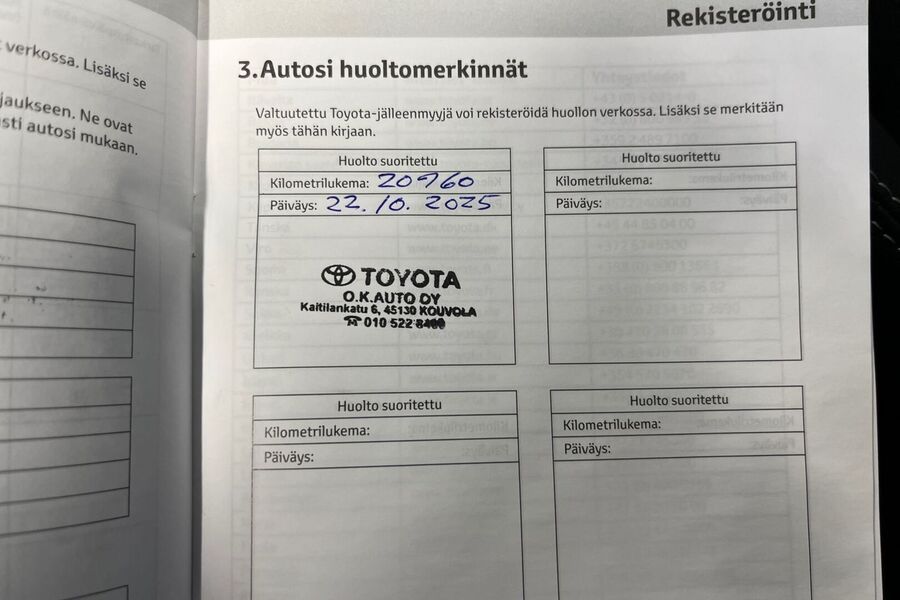 verkossa. Lisäksi se
jaukseen. Ne ovat
sti autosi mukaan.
Rekisteröinti
3.Autosi huoltomerkinnät
Valtuutettu Toyota-jälleenmyyjä voi rekisteröidä huollon verkossa. Lisäksi se merkitään
myös tähän kirjaan.
Huolto suoritettu
Kilometrilukema: 20960
Päiväys: 22.10. 2025
TOYOTA
O.K.AUTO OY
Kaitilankatu 6, 45130 KOUVOLA
☎ 010 522 8400
Huolto suoritettu
Kilometrilukema:
Päiväys:
Huolto suoritettu
Kilometrilukema:
Päiväys:
Huolto suoritettu
Kilometrilukema:
Päiväys: